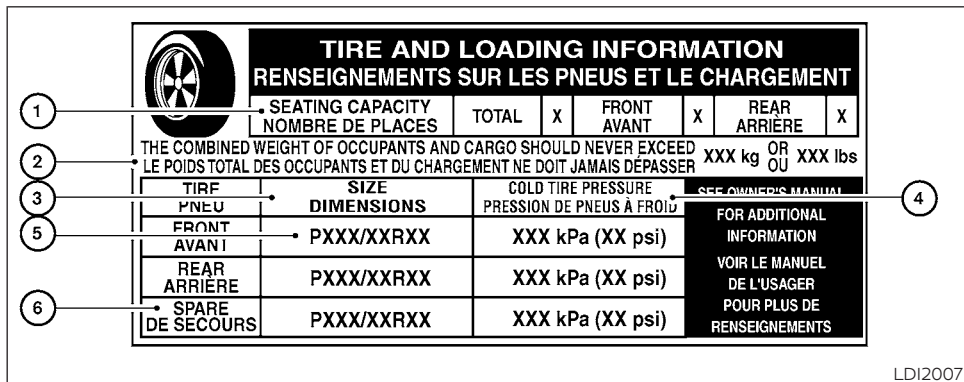 TIRE AND LOADING INFORMATION
RENSEIGNEMENTS SUR LES PNEUS ET LE CHARGEMENT
1
SEATING CAPACITY
NOMBRE DE PLACES
TOTAL
X
FRONT
AVANT
X
REAR
ARRIÈRE
X
2
THE COMBINED WEIGHT OF OCCUPANTS AND CARGO SHOULD NEVER EXCEED
LE POIDS TOTAL DES OCCUPANTS ET DU CHARGEMENT NE DOIT JAMAIS DÉPASSER
XXX kg
OR
OU
XXX lbs
3
TIRE
PNEU
SIZE
DIMENSIONS
COLD TIRE PRESSURE
PRESSION DE PNEUS À FROID
4
5
FRONT
AVANT
PXXX/XXRXX
XXX kPa (XX psi)
REAR
ARRIÈRE
PXXX/XXRXX
XXX kPa (XX psi)
6
SPARE
DE SECOURS
PXXX/XXRXX
XXX kPa (XX psi)
SEE OWNER'S MANUAL
FOR ADDITIONAL
INFORMATION
VOIR LE MANUEL
DE L'USAGER
POUR PLUS DE
RENSEIGNEMENTS
LDI2007